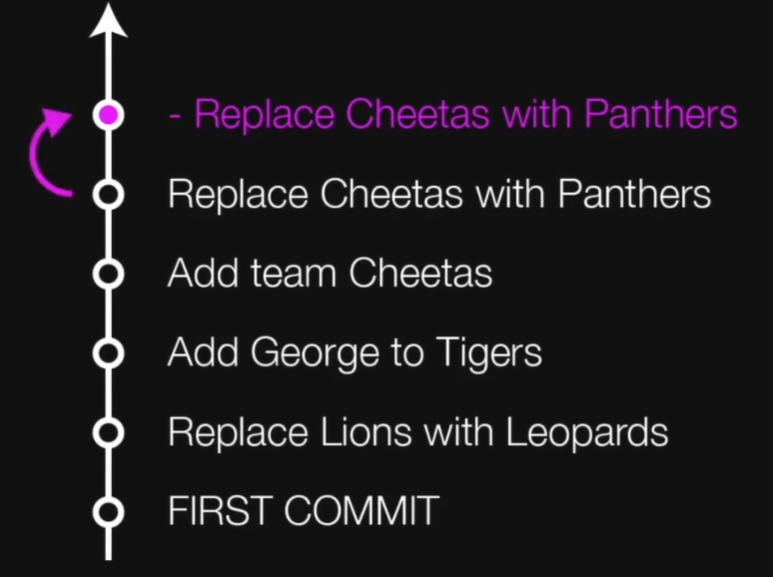 - Replace Cheetas with Panthers
Replace Cheetas with Panthers
Add team Cheetas
Add George to Tigers
Replace Lions with Leopards
FIRST COMMIT